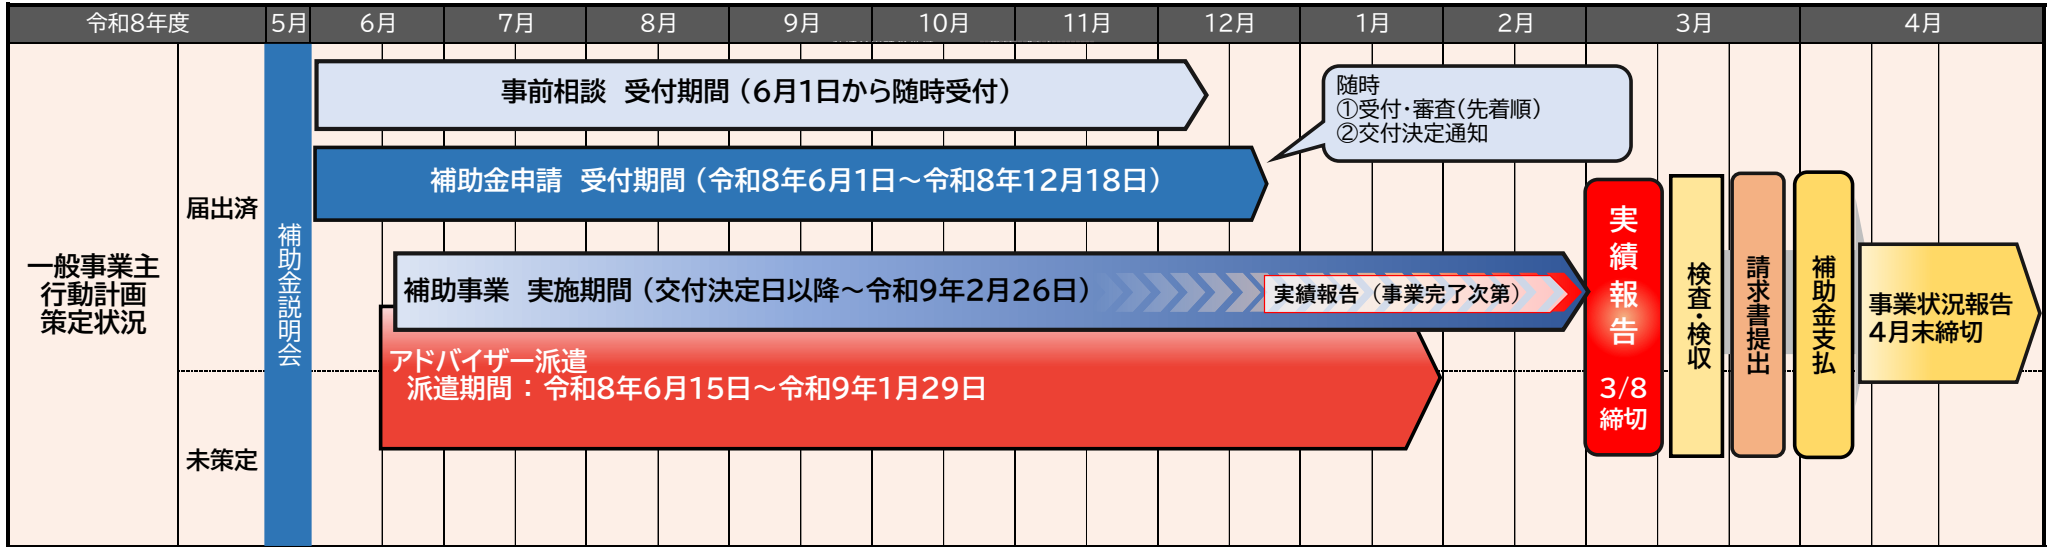 令和8年度
5月
6月
7月
8月
9月
10月
11月
12月
1月
2月
3月
4月
一般事業主
行動計画
策定状況
届出済
未策定
補助金説明会
事前相談　受付期間（6月1日から随時受付）
随時
①受付・審査（先着順）
②交付決定通知
補助金申請　受付期間（令和8年6月1日～令和8年12月18日）
補助事業　実施期間（交付決定日以降～令和9年2月26日）
実績報告（事業完了次第）
アドバイザー派遣
派遣期間：令和8年6月15日～令和9年1月29日
実績報告
3/8
締切
検査・検収
請求書提出
補助金支払
事業状況報告
4月末締切